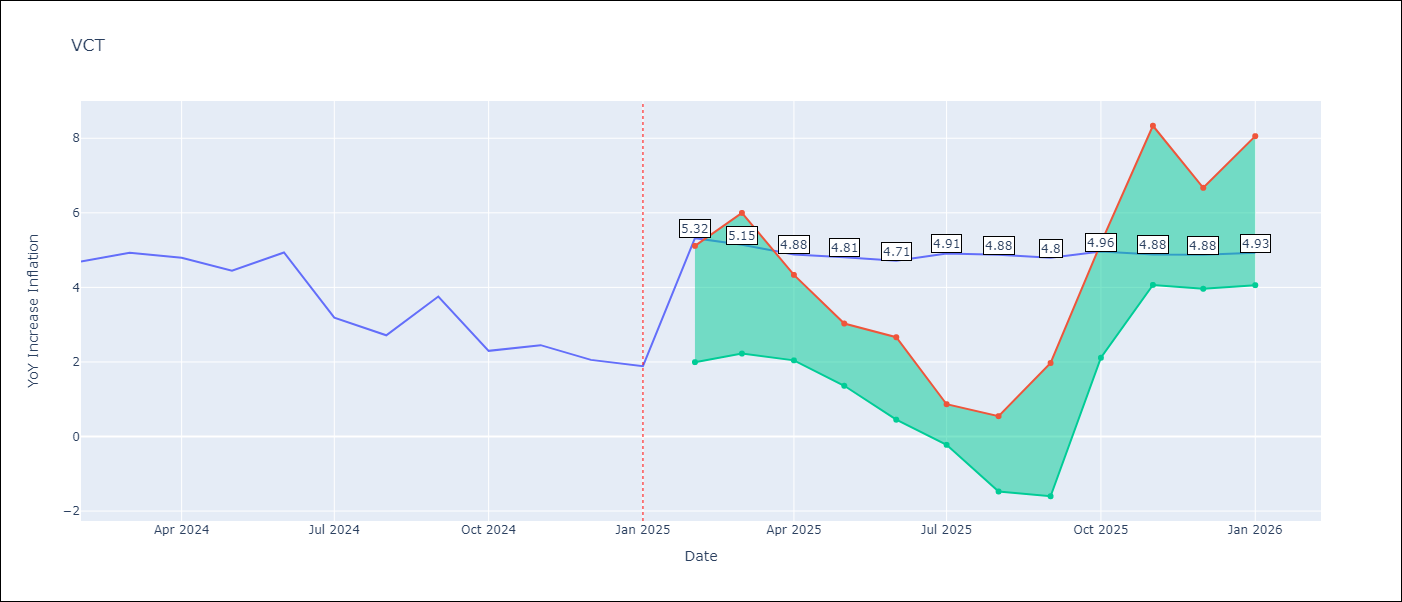 VCT
YoY Increase Inflation
8
6
4
2
0
−2
5.32
5.15
4.88
4.81
4.71
4.91
4.88
4.8
4.96
4.88
4.88
4.93
Apr 2024
Jul 2024
Oct 2024
Jan 2025
Apr 2025
Jul 2025
Oct 2025
Jan 2026
Date